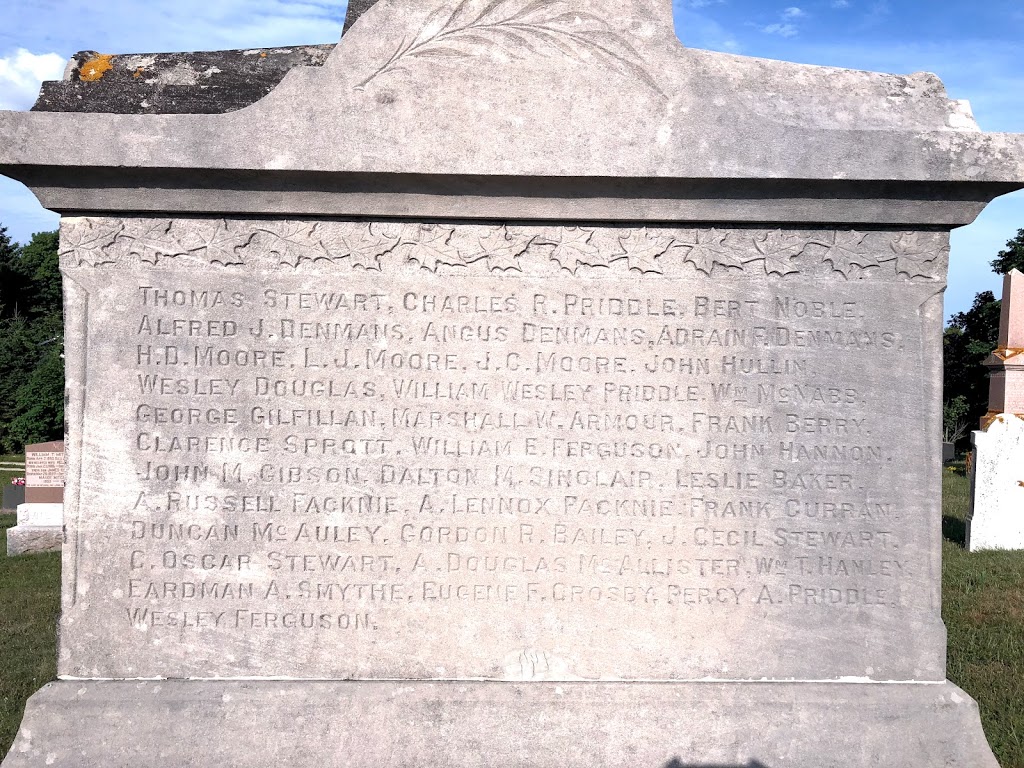 THOMAS STEWART, CHARLES R. PRIDDLE, BERT NOBLE,
ALFRED J. DENMANS, ANGUS DENMANS, ADRAIN F. DENMANS,
H.D. MOORE, L.J. MOORE, J.C. MOORE, JOHN HULLIN,
WESLEY DOUGLAS, WILLIAM WESLEY PRIDDLE, WM MCNABB,
GEORGE GILFILLAN, MARSHALL W. ARMOUR, FRANK BERRY,
CLARENCE SPROTT, WILLIAM E. FERGUSON, JOHN HANNON,
JOHN M. GIBSON, DALTON M. SINCLAIR, LESLIE BAKER,
A. RUSSELL FACKNIE, A. LENNOX FACKNIE, FRANK CURRAN,
DUNCAN MCAULEY, GORDON R. BAILEY, J. CECIL STEWART,
C. OSCAR STEWART, A. DOUGLAS MCALLISTER, WM T. HANLEY,
EARDMAN A. SMYTHE, EUGENE F. CROSBY, PERCY A. PRIDDLE,
WESLEY FERGUSON.